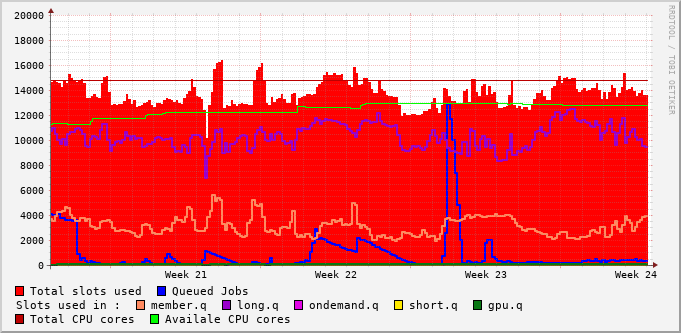 RRDTOOL / TOBI OETIKER
20000
18000
16000
14000
12000
10000
8000
6000
4000
2000
0
Week 21 Week 22 Week 23 Week 24
Total slots used Queued Jobs
Slots used in : member.q long.q ondemand.q short.q gpu.q
Total CPU cores Availale CPU cores